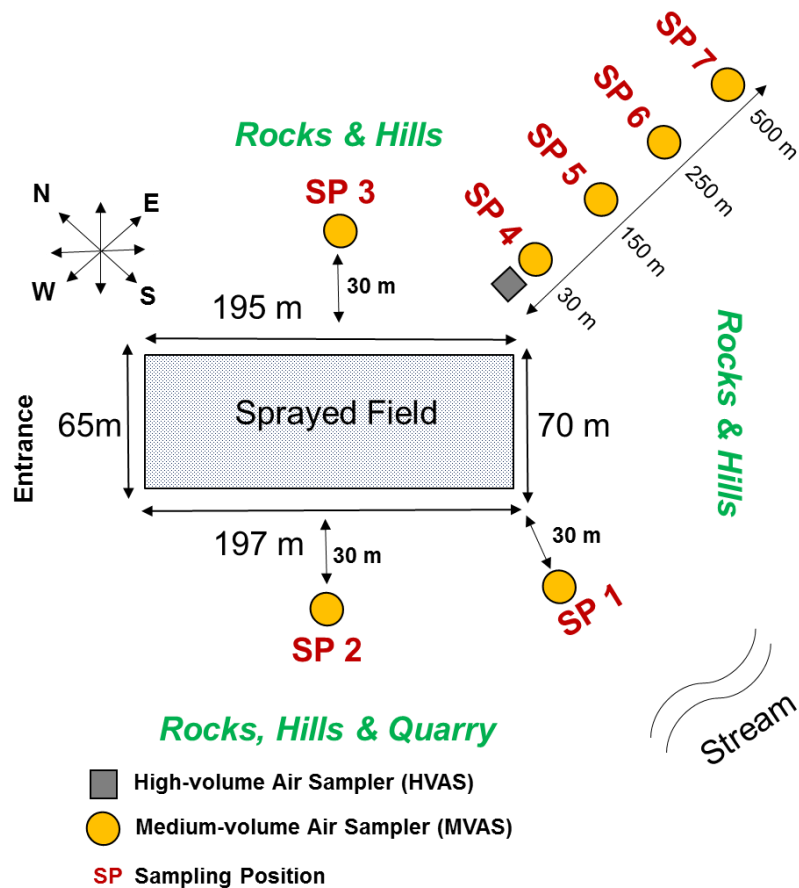 SP 7
SP 6
SP 5
SP 4
500 m
250 m
150 m
30 m
Rocks & Hills
SP 3
30 m
N
E
W
S
195 m
Entrance
65m
Sprayed Field
70 m
Rocks & Hills
197 m
30 m
30 m
SP 2
SP 1
Stream
Rocks, Hills & Quarry
High-volume Air Sampler (HVAS)
Medium-volume Air Sampler (MVAS)
SP Sampling Position